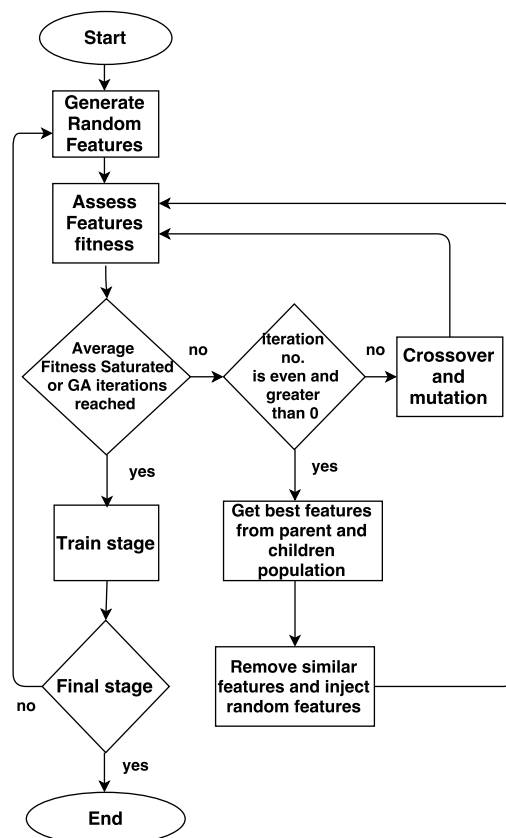 Start
Generate
Random
Features
Assess
Features
fitness
Average
Fitness Saturated
or GA iterations
reached
no
iteration
no.
is even and
greater
than 0
no
Crossover
and
mutation
yes
yes
Train stage
Get best features
from parent and
children
population
Final stage
no
Remove similar
features and inject
random features
yes
End